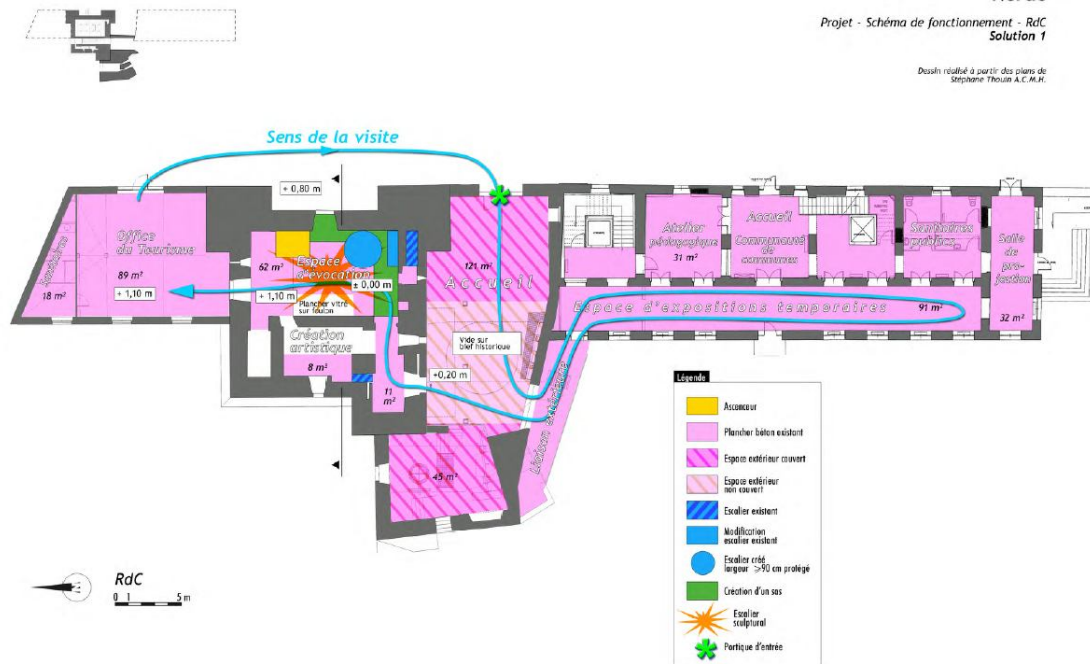 Projet - Schéma de fonctionnement - RdC
Solution 1
Dessin réalisé à partir des plans de
Stéphane Thouin A.C.M.H.
Sens de la visite
+ 0,80 m
Office
du Tourisme
89 m²
18 m²
+ 1,10 m
62 m²
Espace
d'évocation
± 0,00 m
+ 1,10 m
Plancher vitré
sur foulon
Création
artistique
8 m²
11
m²
121 m²
Accueil
Vide sur
bief historique
+0,20 m
45 m²
Liaison extérieure
Atelier
pédagogique
31 m²
Accueil
Communauté de
communes
Sanitaires
publics
Salle
de pro-
jection
32 m²
Espace d'expositions temporaires
91 m²
Légende
Ascenceur
Plancher béton existant
Espace extérieur couvert
Espace extérieur
non couvert
Escalier existant
Modification
escalier existant
Escalier créé
largeur >90 cm protégé
Création d'un sas
Escalier
sculptural
Portique d'entrée
RdC
0 1 5 m